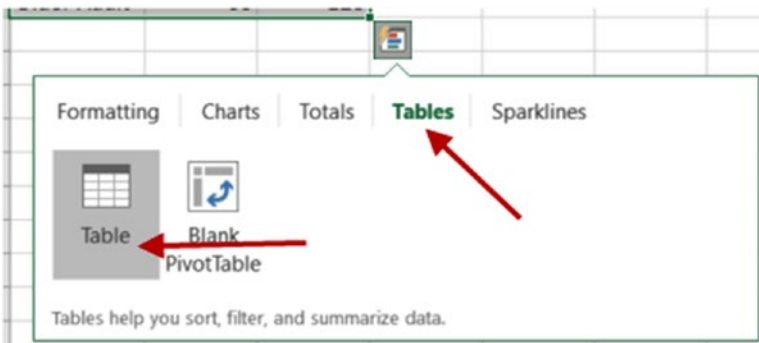 Formatting Charts Totals Tables Sparklines
Table Blank
PivotTable
Tables help you sort, filter, and summarize data.